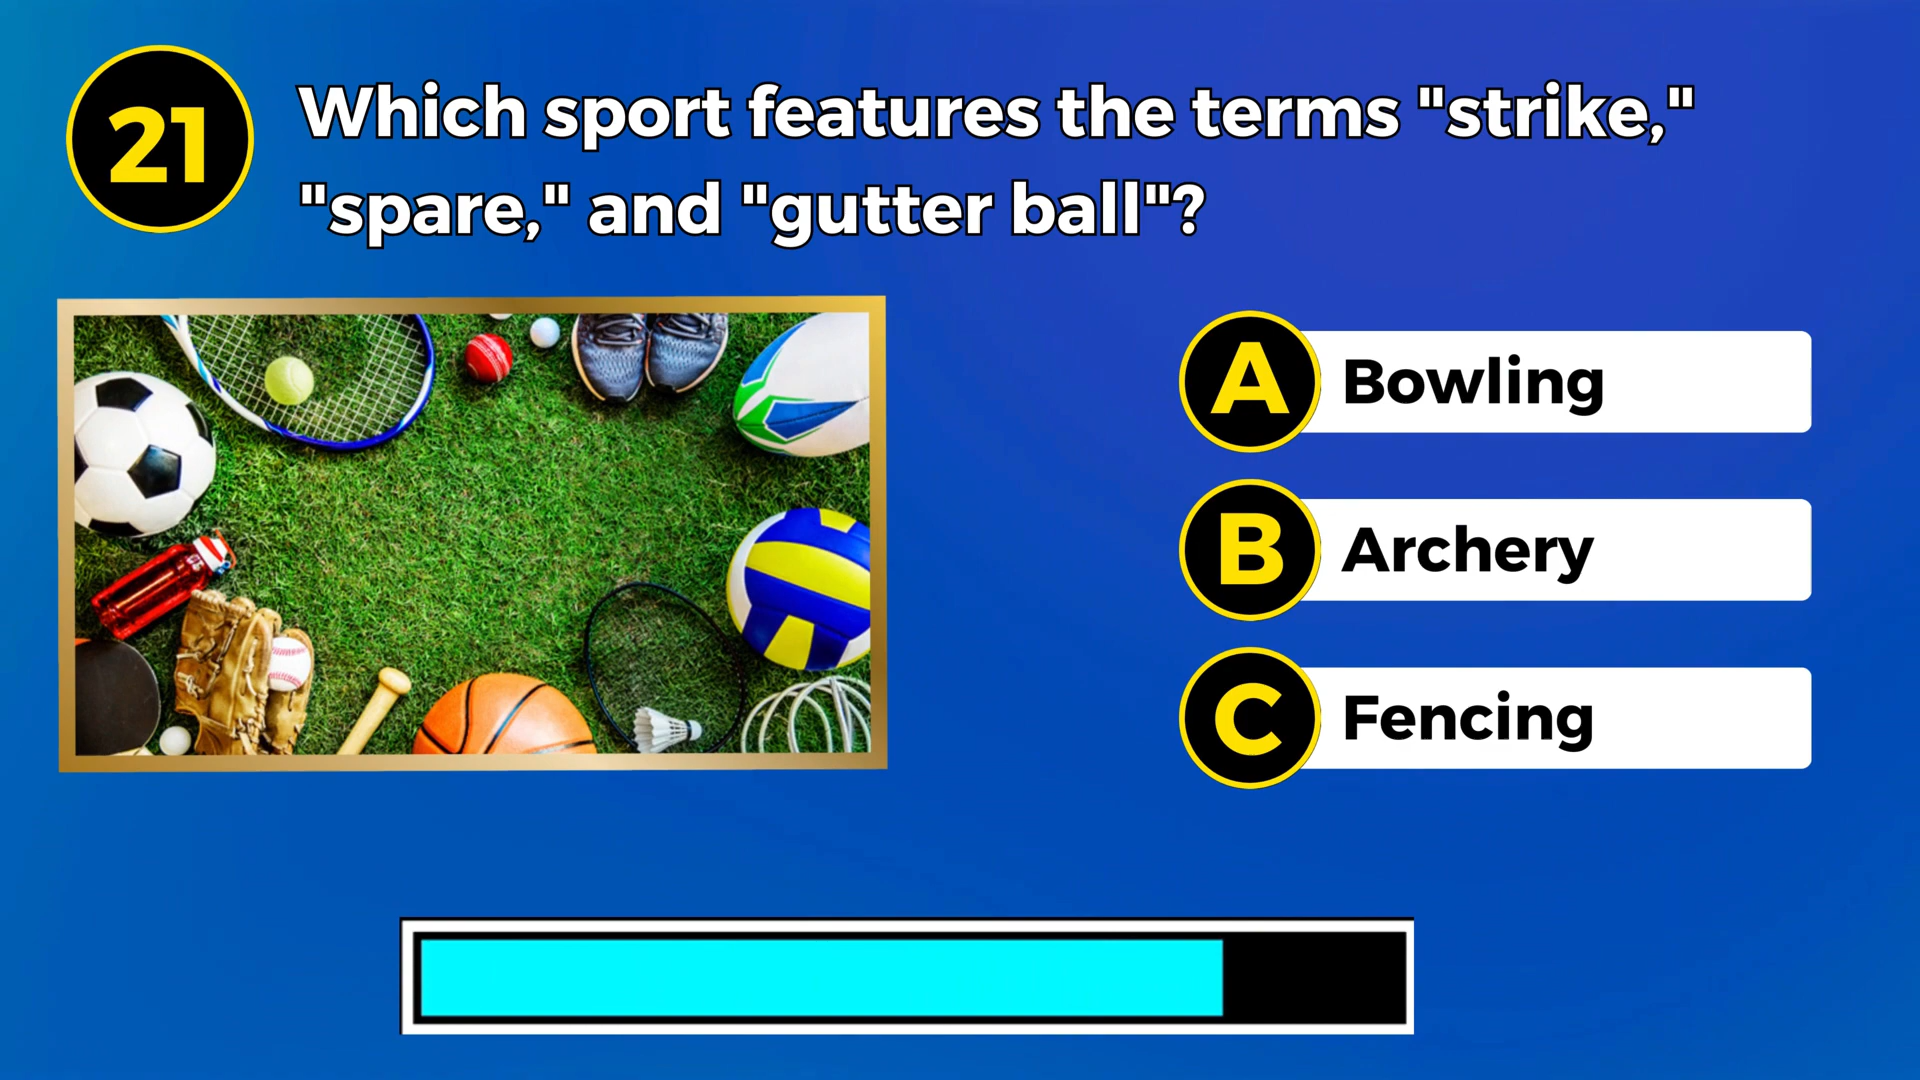 21
Which sport features the terms "strike,"
"spare," and "gutter ball"?
A Bowling
B Archery
C Fencing